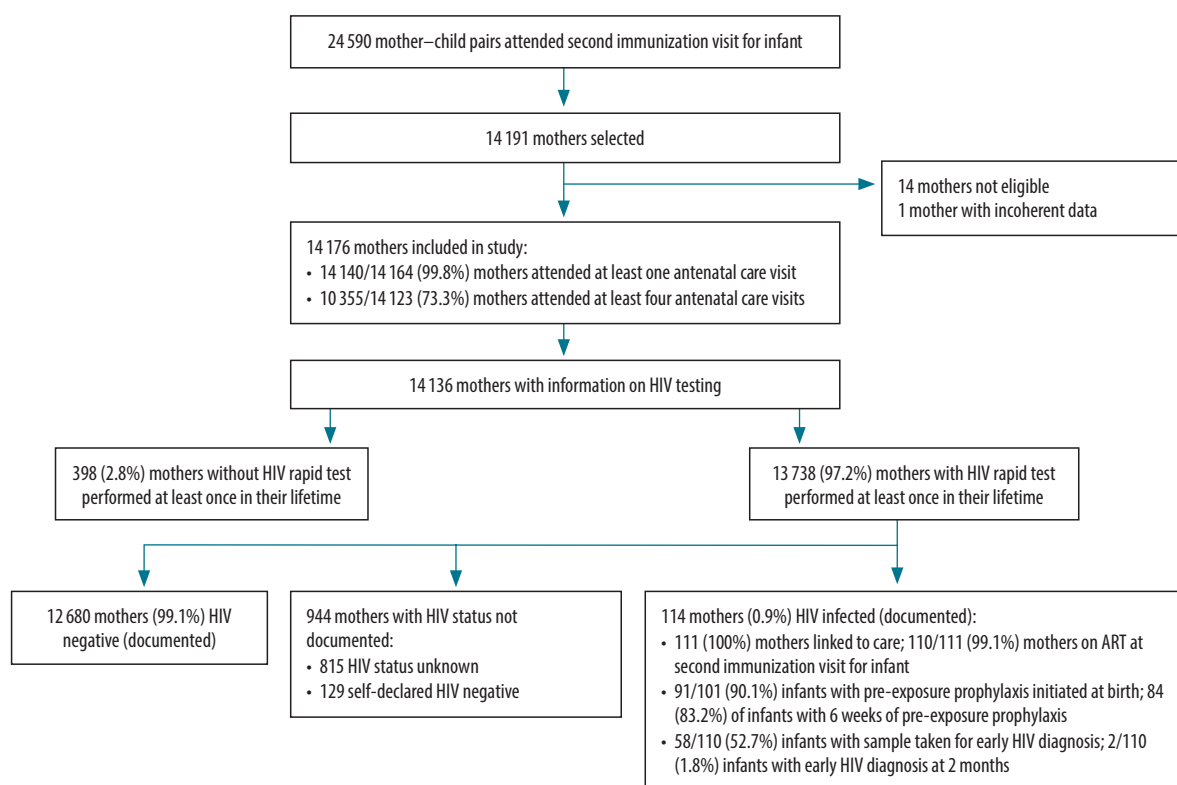 24 590 mother–child pairs attended second immunization visit for infant
14 191 mothers selected
14 mothers not eligible
1 mother with incoherent data
14 176 mothers included in study:
• 14 140/14 164 (99.8%) mothers attended at least one antenatal care visit
• 10 355/14 123 (73.3%) mothers attended at least four antenatal care visits
14 136 mothers with information on HIV testing
398 (2.8%) mothers without HIV rapid test
performed at least once in their lifetime
13 738 (97.2%) mothers with HIV rapid test
performed at least once in their lifetime
12 680 mothers (99.1%) HIV
negative (documented)
944 mothers with HIV status not
documented:
• 815 HIV status unknown
• 129 self-declared HIV negative
114 mothers (0.9%) HIV infected (documented):
• 111 (100%) mothers linked to care; 110/111 (99.1%) mothers on ART at
second immunization visit for infant
• 91/101 (90.1%) infants with pre-exposure prophylaxis initiated at birth; 84
(83.2%) of infants with 6 weeks of pre-exposure prophylaxis
• 58/110 (52.7%) infants with sample taken for early HIV diagnosis; 2/110
(1.8%) infants with early HIV diagnosis at 2 months